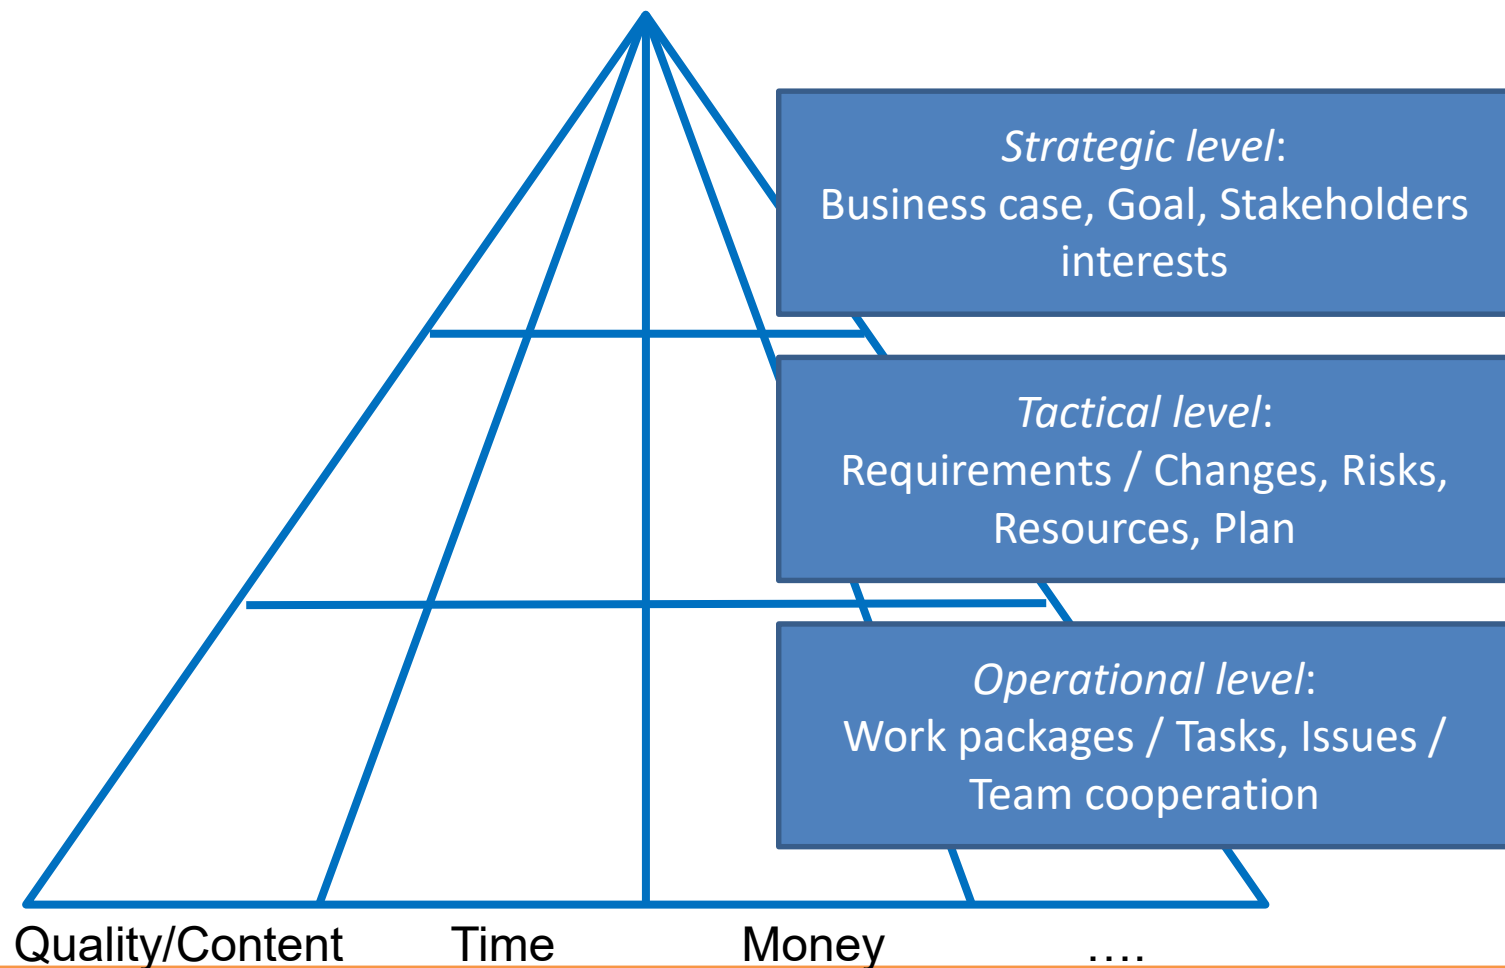 Strategic level:
Business case, Goal, Stakeholders
interests
Tactical level:
Requirements / Changes, Risks,
Resources, Plan
Operational level:
Work packages / Tasks, Issues /
Team cooperation
Quality/Content Time Money ....